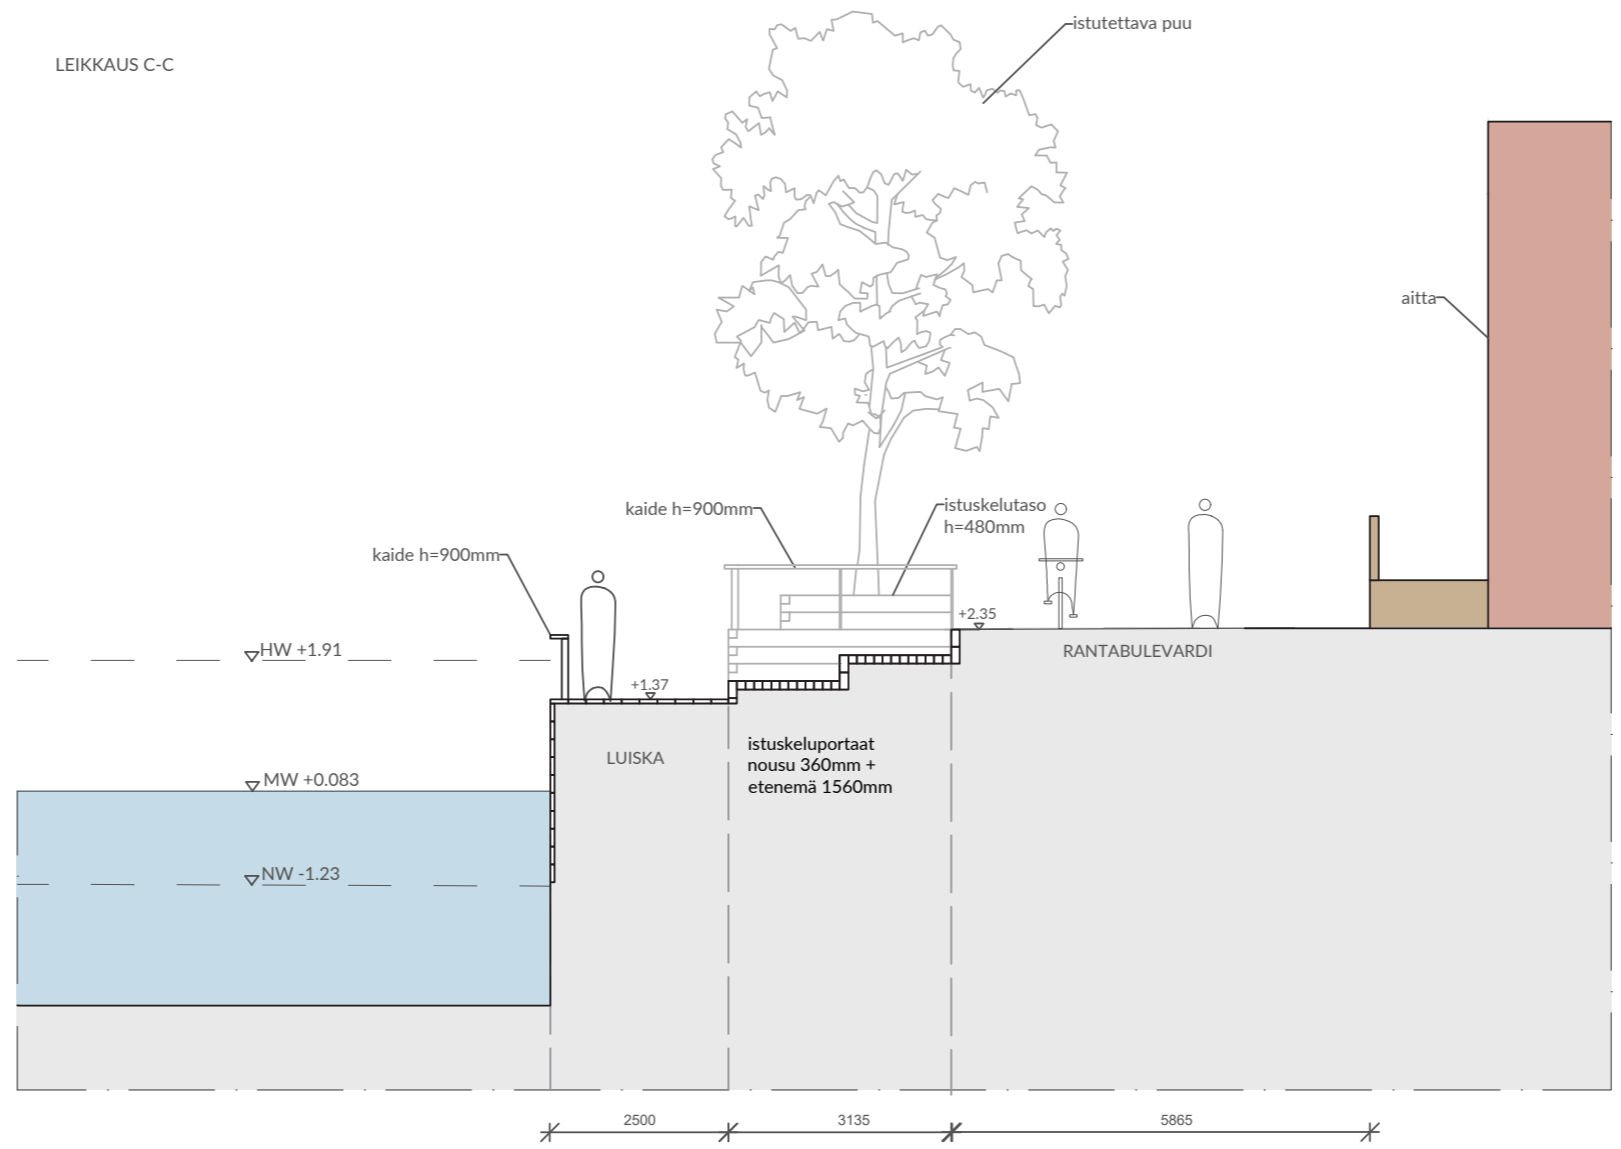 LEIKKAUS C-C
istutettava puu
aitta
kaide h=900mm
istuskelutaso
h=480mm
kaide h=900mm
+2.35
HW +1.91
RANTABULEVARDI
+1.37
istuskeluportaat
nousu 360mm +
etenemä 1560mm
LUISKA
MW +0.083
NW -1.23
2500
3135
5865